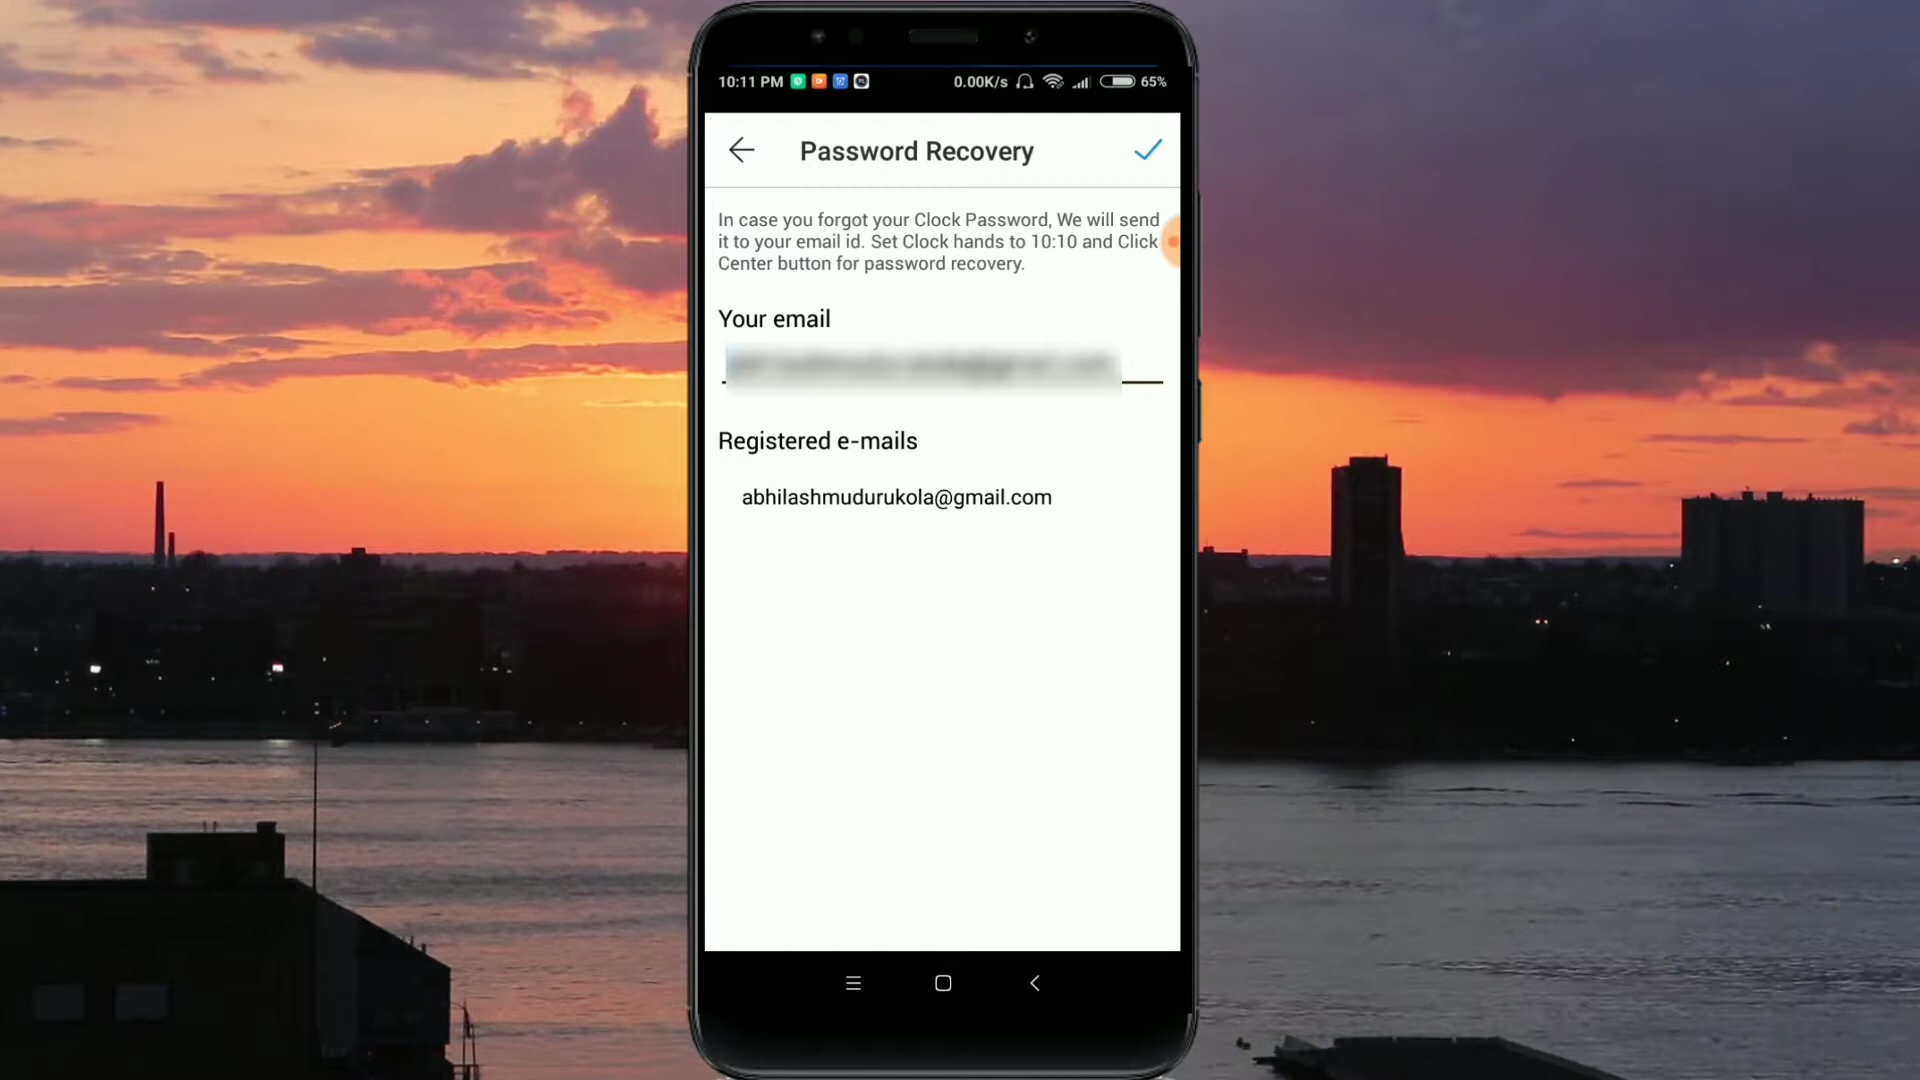 10:11 PM 0.00K/s 65%
Password Recovery
In case you forgot your Clock Password, We will send
it to your email id. Set Clock hands to 10:10 and Click
Center button for password recovery.
Your email
Registered e-mails
abhilashmudurukola@gmail.com